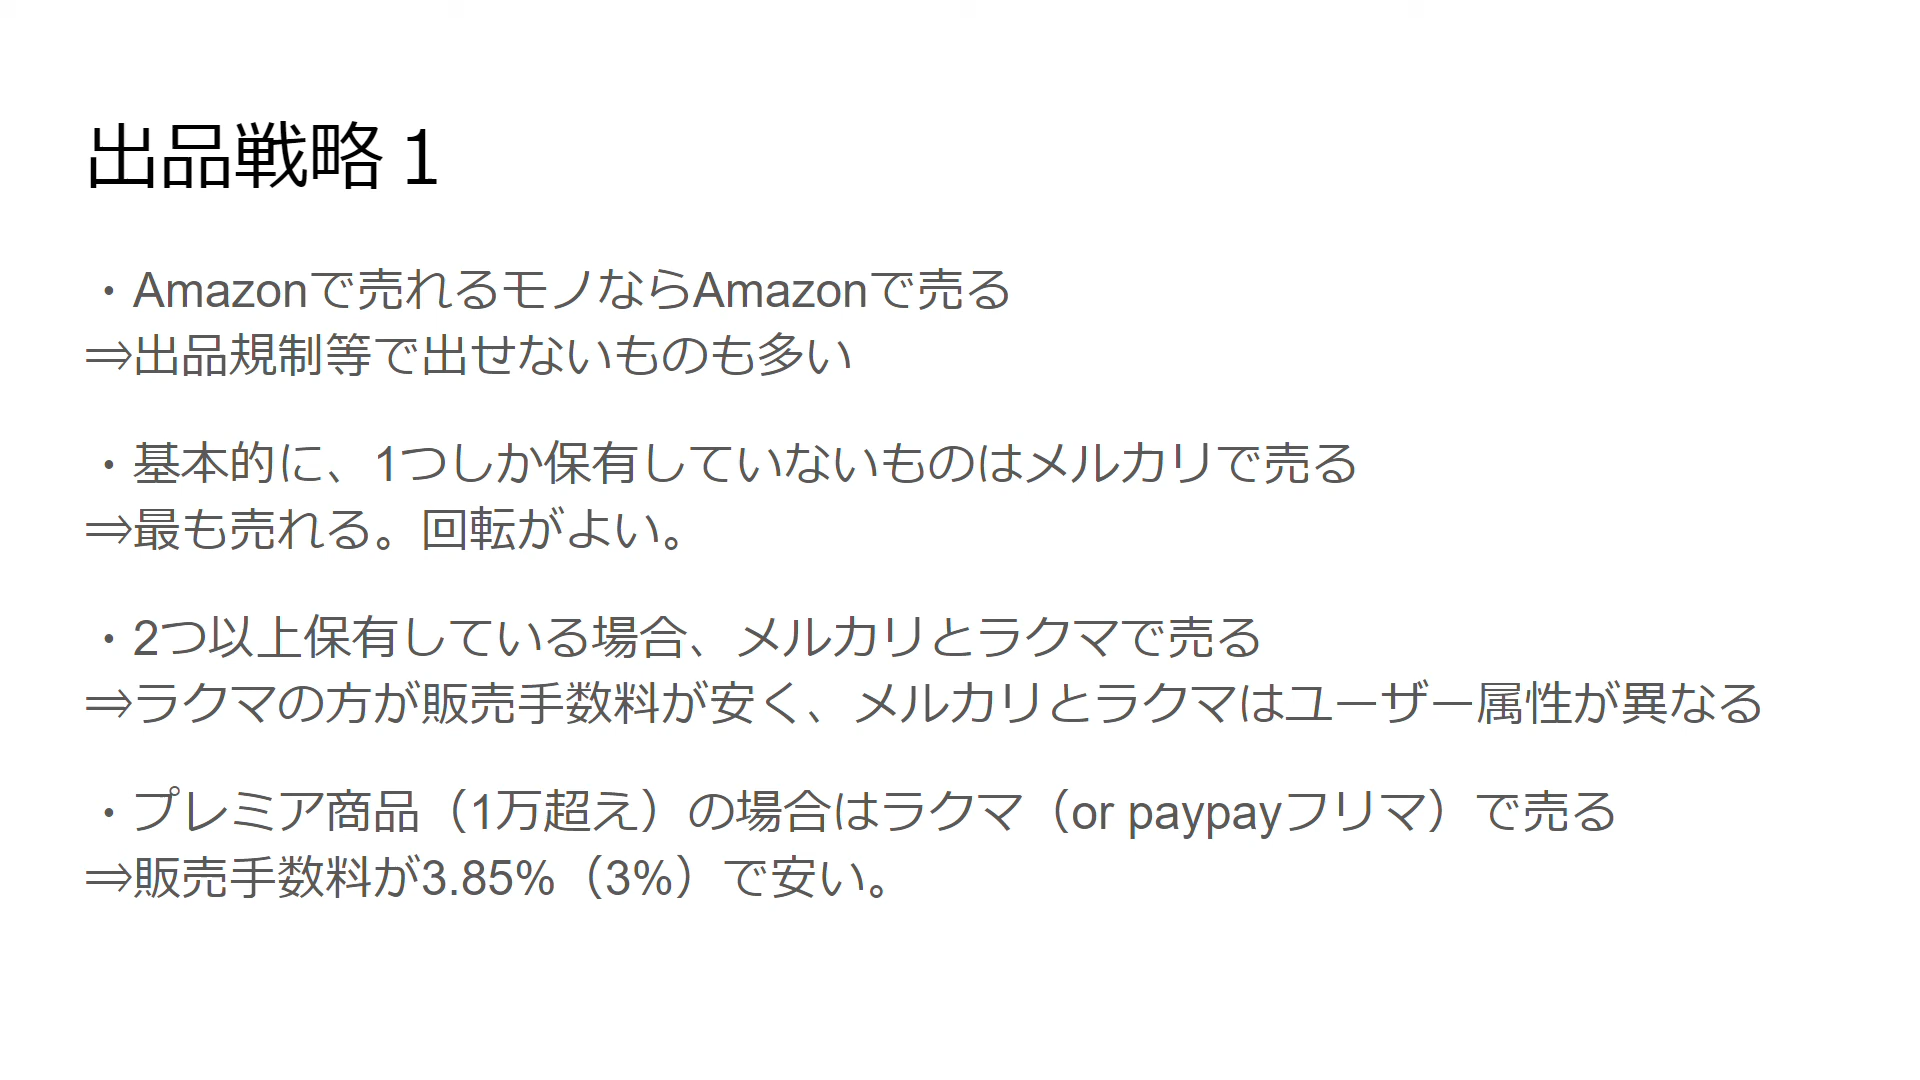 出品戦略１
・Amazonで売れるモノならAmazonで売る
⇒出品規制等で出せないものも多い
・基本的に、1つしか保有していないものはメルカリで売る
⇒最も売れる。回転がよい。
・2つ以上保有している場合、メルカリとラクマで売る
⇒ラクマの方が販売手数料が安く、メルカリとラクマはユーザー属性が異なる
・プレミア商品（1万超え）の場合はラクマ（or paypayフリマ）で売る
⇒販売手数料が3.85%（3%）で安い。